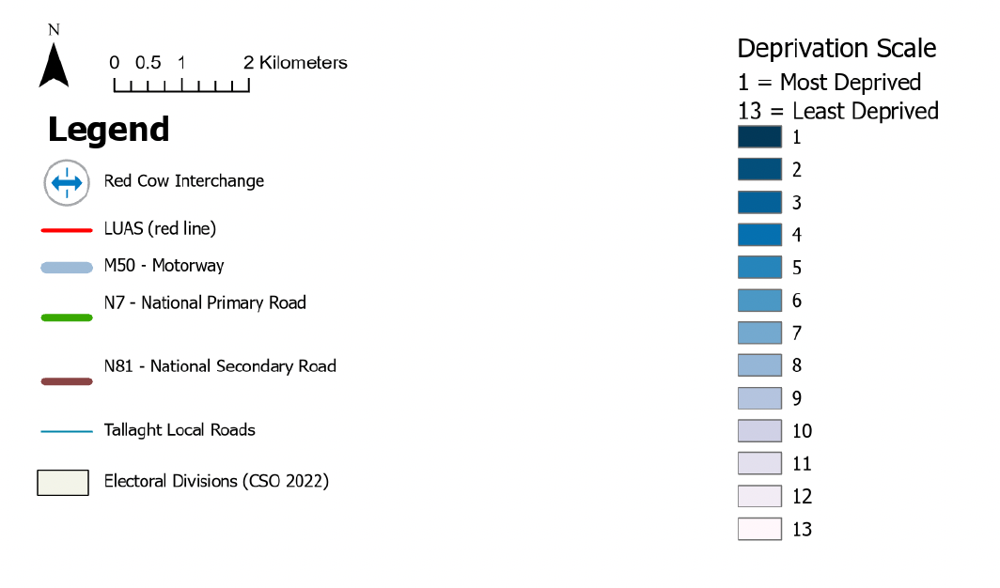 N
0 0.5 1 2 Kilometers
Legend
Red Cow Interchange
LUAS (red line)
M50 - Motorway
N7 - National Primary Road
N81 - National Secondary Road
Tallaght Local Roads
Electoral Divisions (CSO 2022)
Deprivation Scale
1 = Most Deprived
13 = Least Deprived
1
2
3
4
5
6
7
8
9
10
11
12
13